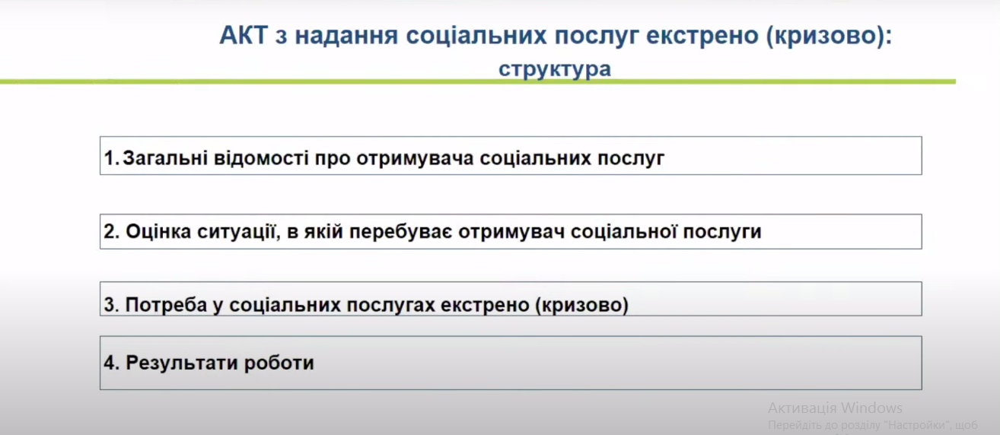 АКТ з надання соціальних послуг екстрено (кризово):
структура
1. Загальні відомості про отримувача соціальних послуг
2. Оцінка ситуації, в якій перебуває отримувач соціальної послуги
3. Потреба у соціальних послугах екстрено (кризово)
4. Результати роботи
Активація Windows
Перейдіть до розділу "Настройки", щоб